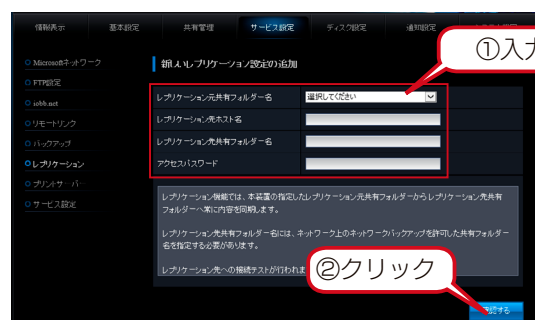 情報表示 基本設定 共有管理 サービス設定 ディスク設定 通知設定
①入力
Microsoftネットワーク
FTP設定
iobb.net
リモートリンク
バックアップ
レプリケーション
プリントサーバー
サービス設定
新しいレプリケーション設定の追加
レプリケーション元共有フォルダー名 選択してください
レプリケーション先ホスト名
レプリケーション先共有フォルダー名
アクセスパスワード
レプリケーション機能では、本装置の指定したレプリケーション元共有フォルダーからレプリケーション先共有
フォルダーへ常に内容を同期します。
レプリケーション先共有フォルダー名には、ネットワーク上のネットワークバックアップを許可した共有フォルダー
名を指定する必要があります。
レプリケーション先への接続テストが行われま
②クリック
確認する